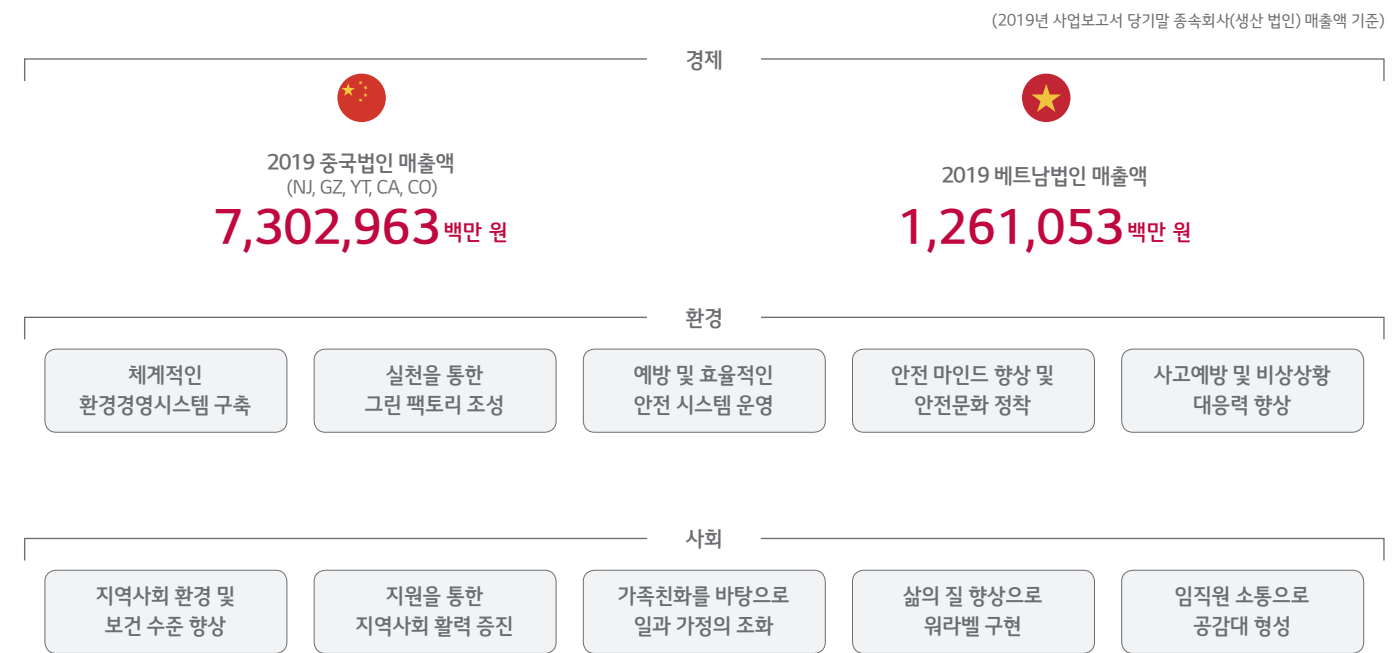 (2019년 사업보고서 당기말 종속회사(생산 법인) 매출액 기준)
경제
2019 중국법인 매출액
(NJ, GZ, YT, CA, CO)
7,302,963 백만 원
2019 베트남법인 매출액
1,261,053 백만 원
환경
체계적인
환경경영시스템 구축
실천을 통한
그린 팩토리 조성
예방 및 효율적인
안전 시스템 운영
안전 마인드 향상 및
안전문화 정착
사고예방 및 비상상황
대응력 향상
사회
지역사회 환경 및
보건 수준 향상
지원을 통한
지역사회 활력 증진
가족친화를 바탕으로
일과 가정의 조화
삶의 질 향상으로
워라벨 구현
임직원 소통으로
공감대 형성